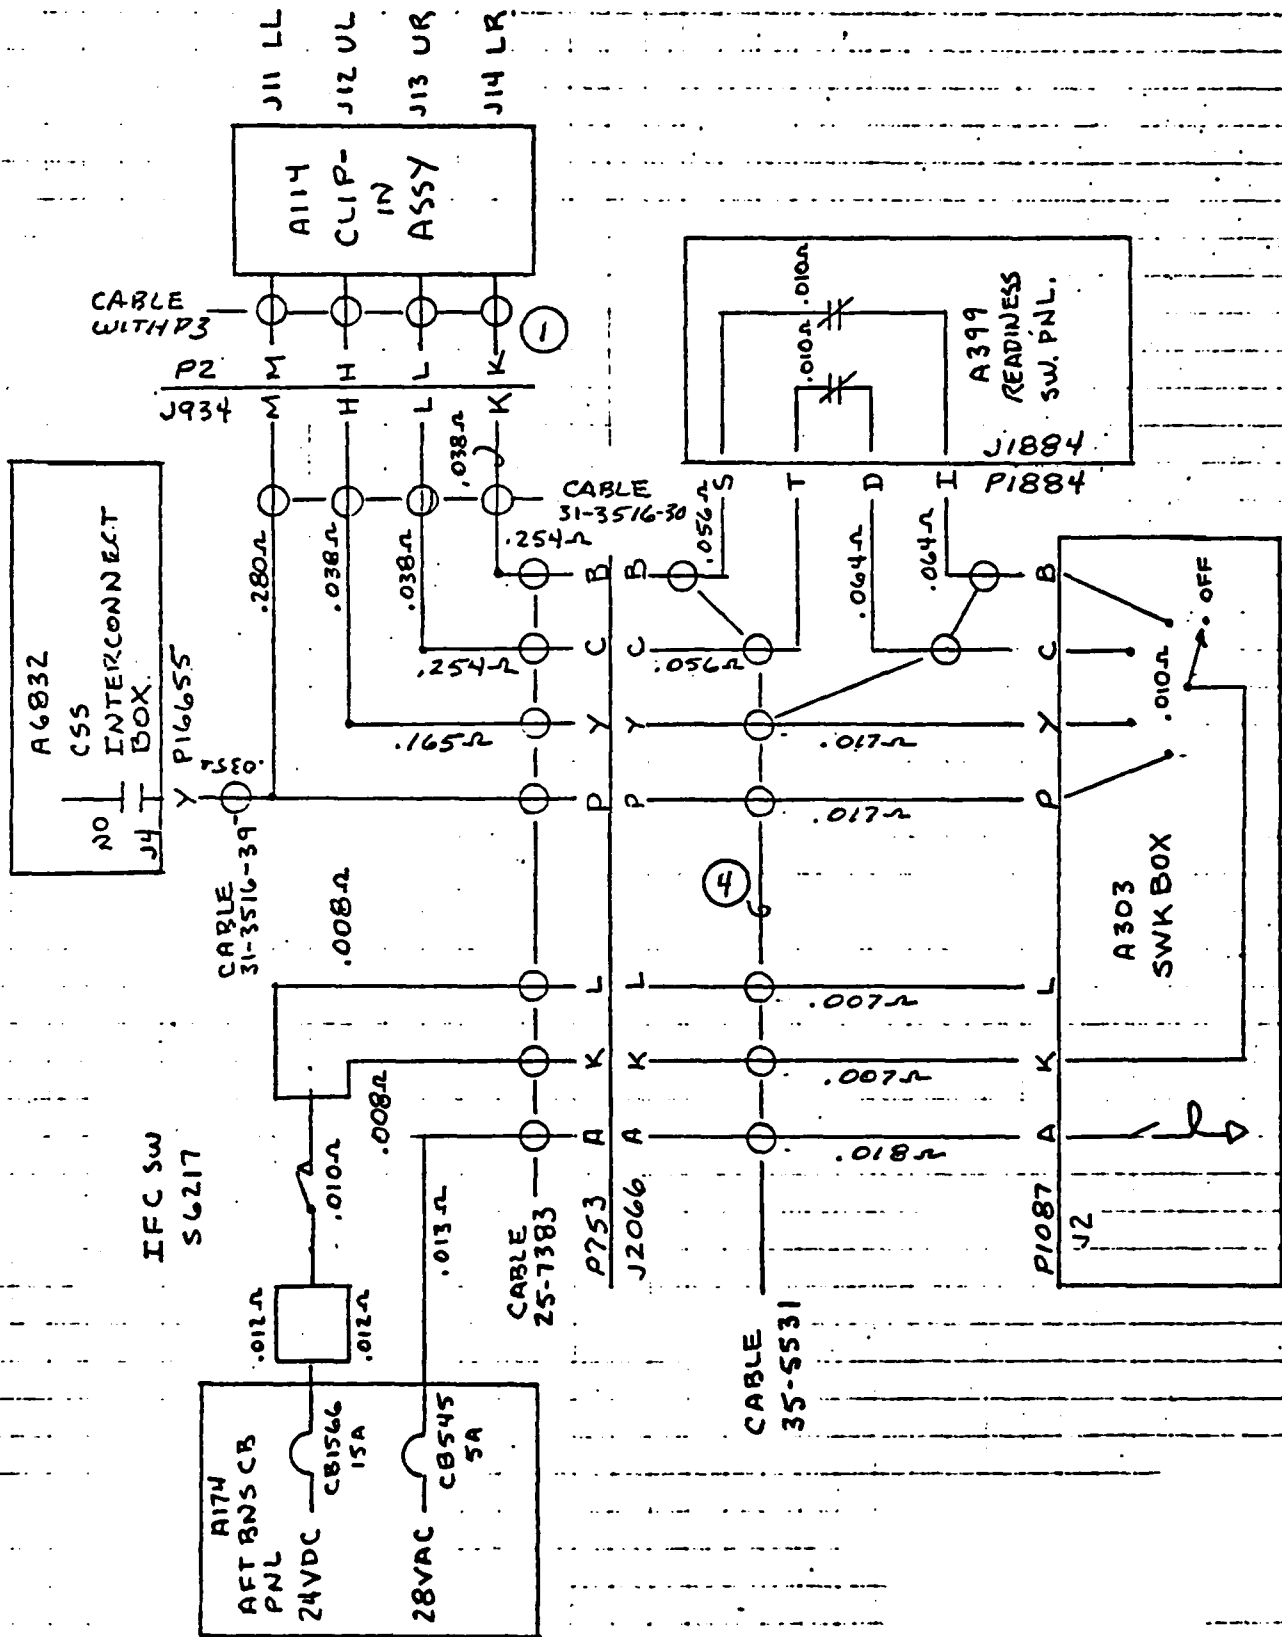 J11 LL
J12 UL
J13 UR
J14 LR
A1114
CLIP-
IN
ASSY
CABLE
WITH P3
1
P2
M
H
L
K
J934
M
H
L
K
.038Ω
CABLE
31-3516-30
A6832
CSS
INTERCONNECT
BOX
NO
J4
Y
P16655
CABLE
31-3516-39
.280Ω
.038Ω
.038Ω
.254Ω
.254Ω
.165Ω
A399
READINESS
SW. PNL.
.010Ω
.010Ω
J1884
P1884
S
T
D
I
.056Ω
.056Ω
.064Ω
.064Ω
IFC SW
S6217
.008Ω
.008Ω
.010Ω
.012Ω
.012Ω
.013Ω
A174
AFT BNS CB
PNL
24VDC
CB1566
15A
28VAC
CB545
5A
CABLE
25-7383
P753
A
K
L
P
Y
C
B
J2066
A
K
L
P
Y
C
B
4
CABLE
35-5531
.017Ω
.017Ω
.007Ω
.007Ω
.018Ω
P1087
A
K
L
P
Y
C
B
J2
A303
SWK BOX
.010Ω
OFF